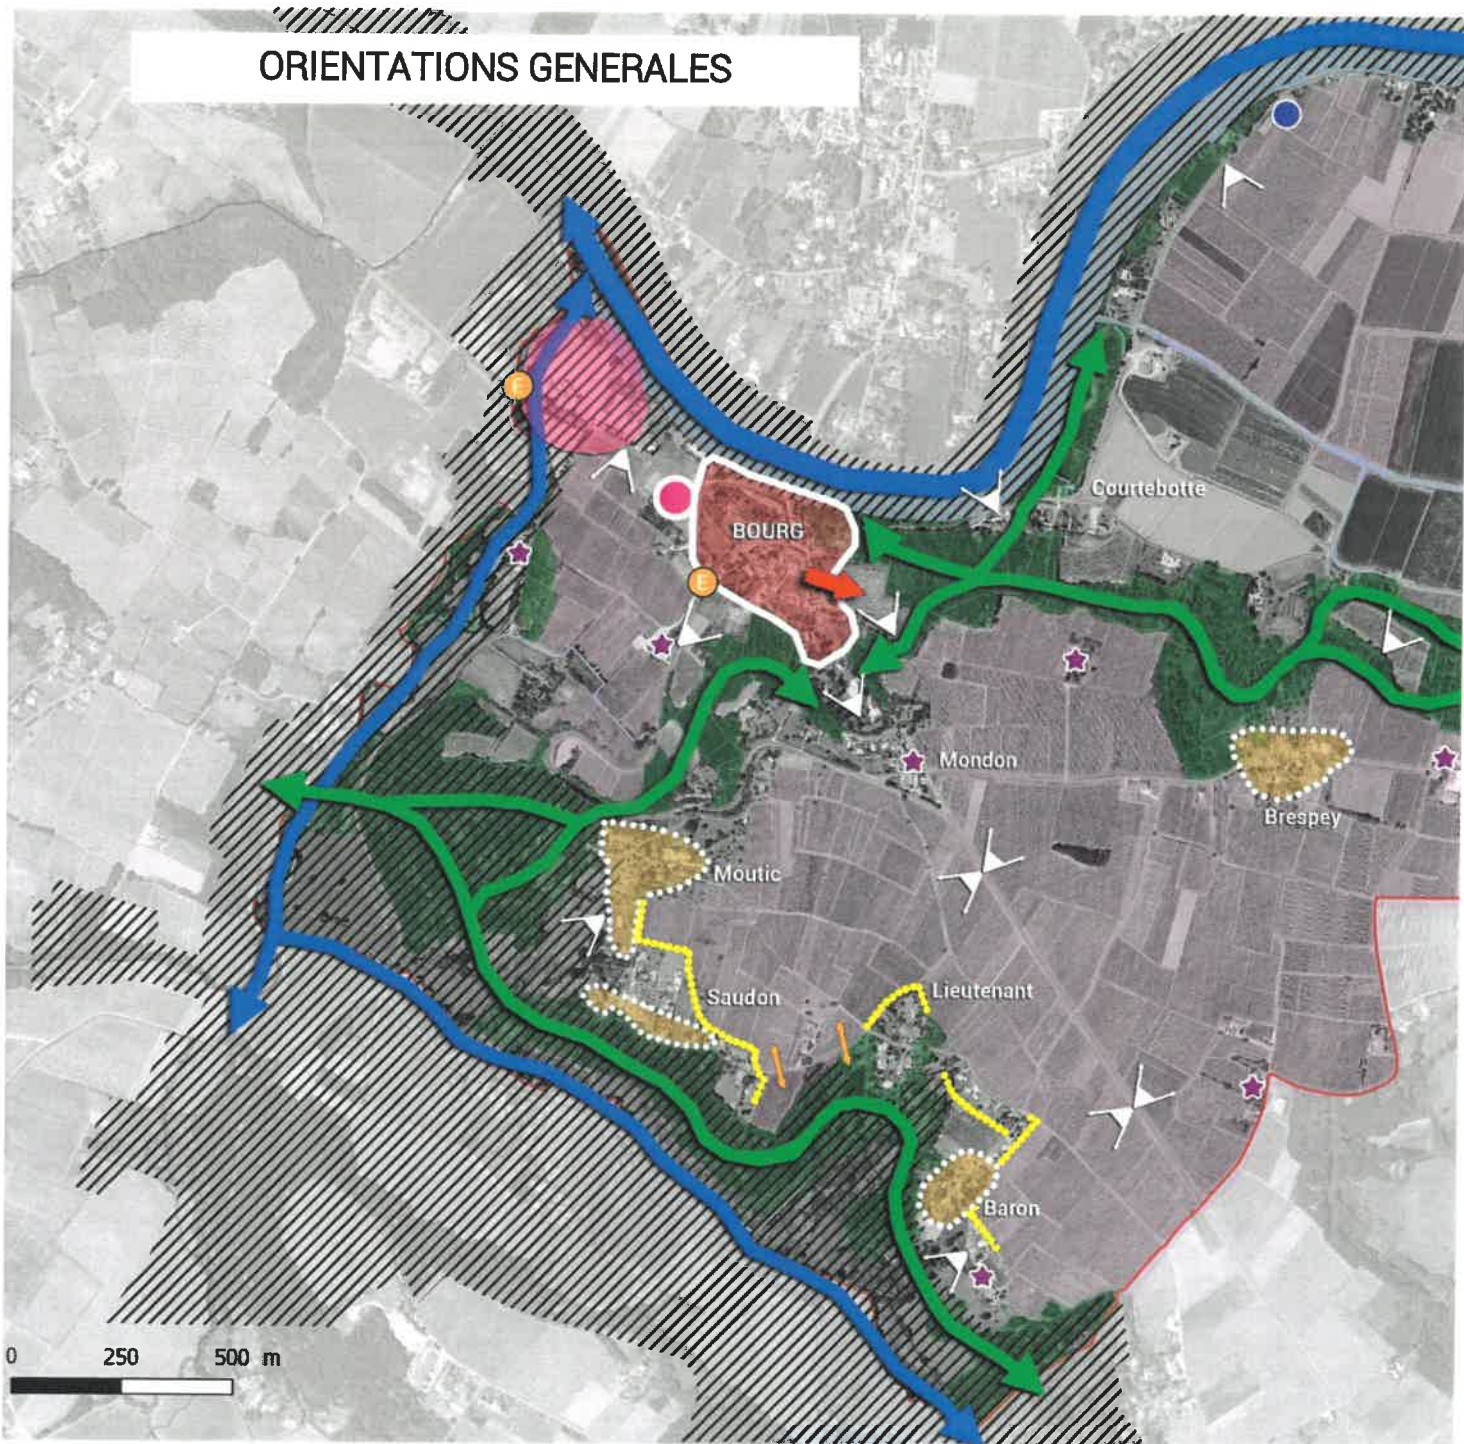 ORIENTATIONS GENERALES
E
Courtebotte
BOURG
E
Mondon
Brespey
Moutic
Saudon
Lieutenant
Baron
0 250 500 m